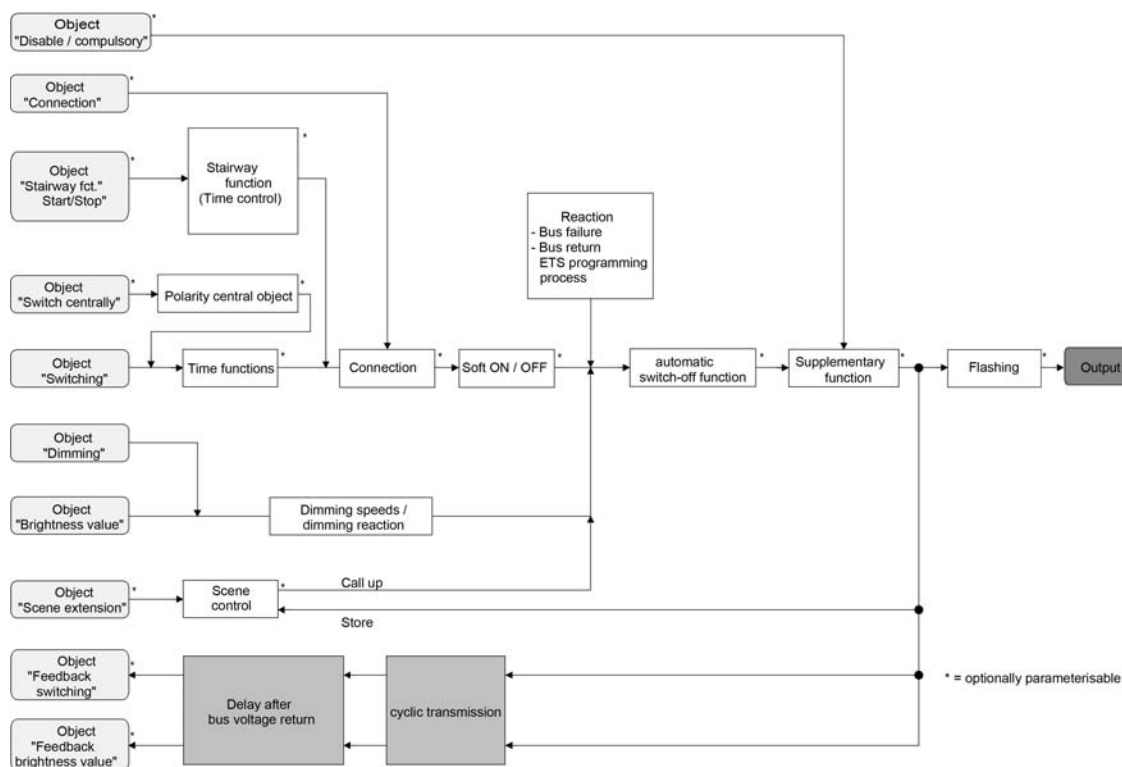 Object
"Disable / compulsory"
*
Object
"Connection"
*
Object
"Stairway fct."
Start/Stop"
*
Stairway
function
(Time control)
*
Reaction
- Bus failure
- Bus return
ETS programming
process
Object
"Switch centrally"
*
Polarity central object
*
Object
"Switching"
*
Time functions
*
Connection
*
Soft ON / OFF
*
automatic
switch-off function
*
Supplementary
function
*
Flashing
*
Output
Object
"Dimming"
Object
"Brightness value"
Dimming speeds /
dimming reaction
Object
"Scene extension"
*
Scene
control
*
Call up
Store
Object
"Feedback
switching"
*
Delay after
bus voltage return
cyclic transmission
* = optionally parameterisable
Object
"Feedback
brightness value"
*